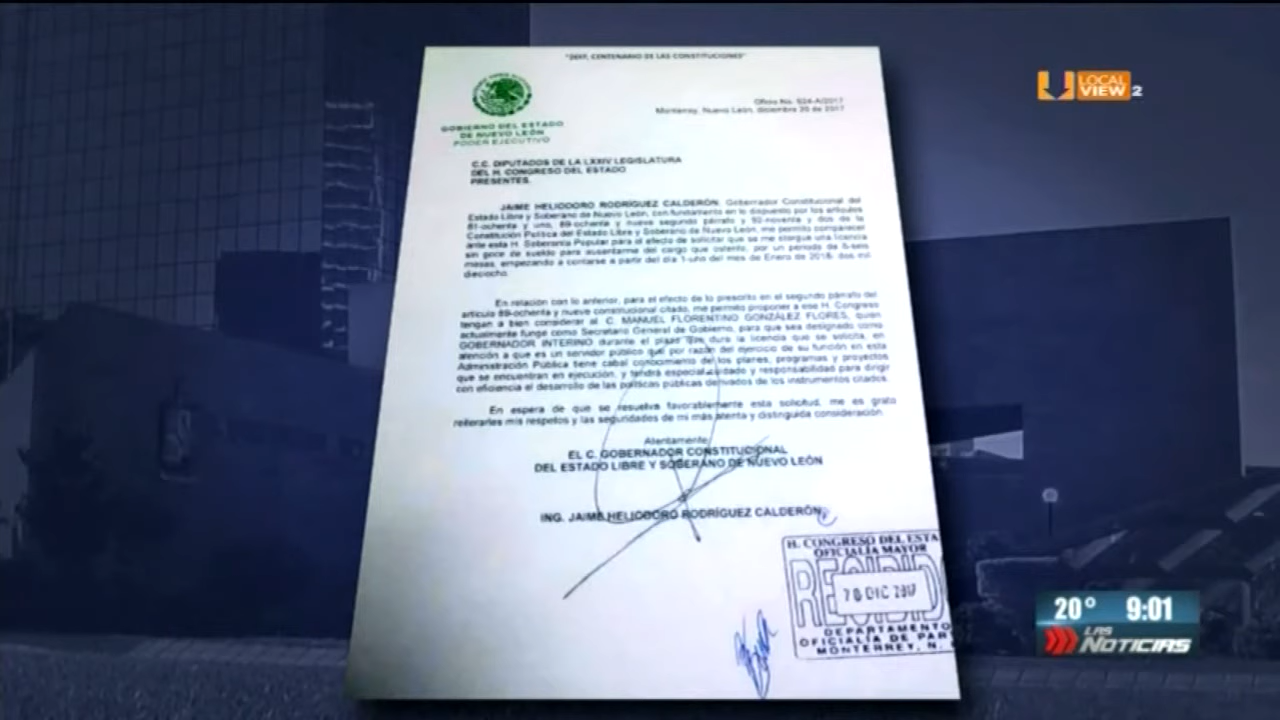 "2017, CENTENARIO DE LAS CONSTITUCIONES"
GOBIERNO DEL ESTADO
DE NUEVO LEÓN
PODER EJECUTIVO
Oficio No. 524-A/2017
Monterrey, Nuevo León, diciembre 20 de 2017
C.C. DIPUTADOS DE LA LXXIV LEGISLATURA
DEL H. CONGRESO DEL ESTADO
PRESENTES.
JAIME HELIODORO RODRÍGUEZ CALDERÓN, Gobernador Constitucional del
Estado Libre y Soberano de Nuevo León, con fundamento en lo dispuesto por los artículos
81-ochenta y uno, 89-ochenta y nueve segundo párrafo y 92-noventa y dos de la
Constitución Política del Estado Libre y Soberano de Nuevo León, me permito comparecer
ante esta H. Soberanía Popular para el efecto de solicitar que se me otorgue una licencia
sin goce de sueldo para ausentarme del cargo que ostento, por un periodo de 6-seis
meses, empezando a contarse a partir del día 1-uno del mes de Enero de 2018- dos mil
dieciocho.
En relación con lo anterior, para el efecto de lo prescrito en el segundo párrafo del
artículo 89-ochenta y nueve constitucional citado, me permito proponer a ese H. Congreso
tengan a bien considerar al C. MANUEL FLORENTINO GONZÁLEZ FLORES, quien
actualmente funge como Secretario General de Gobierno, para que sea designado como
GOBERNADOR INTERINO durante el plazo que dura la licencia que se solicita, en
atención a que es un servidor público que por razón del ejercicio de su función en esta
Administración Pública tiene cabal conocimiento de los planes, programas y proyectos
que se encuentran en ejecución, y tendrá especial cuidado y responsabilidad para dirigir
con eficiencia el desarrollo de las políticas públicas derivados de los instrumentos citados.
En espera de que se resuelva favorablemente esta solicitud, me es grato
reiterarles mis respetos y las seguridades de mi más atenta y distinguida consideración.
Atentamente,
EL C. GOBERNADOR CONSTITUCIONAL
DEL ESTADO LIBRE Y SOBERANO DE NUEVO LEÓN
ING. JAIME HELIODORO RODRÍGUEZ CALDERÓN
H. CONGRESO DEL ESTA
OFICIALÍA MAYOR
RECIBID
20 DIC 2017
DEPARTAMENTO
OFICIALÍA DE PAR
MONTERREY, N.
LOCAL
VIEW 2
20° 9:01
LAS
NOTICIAS